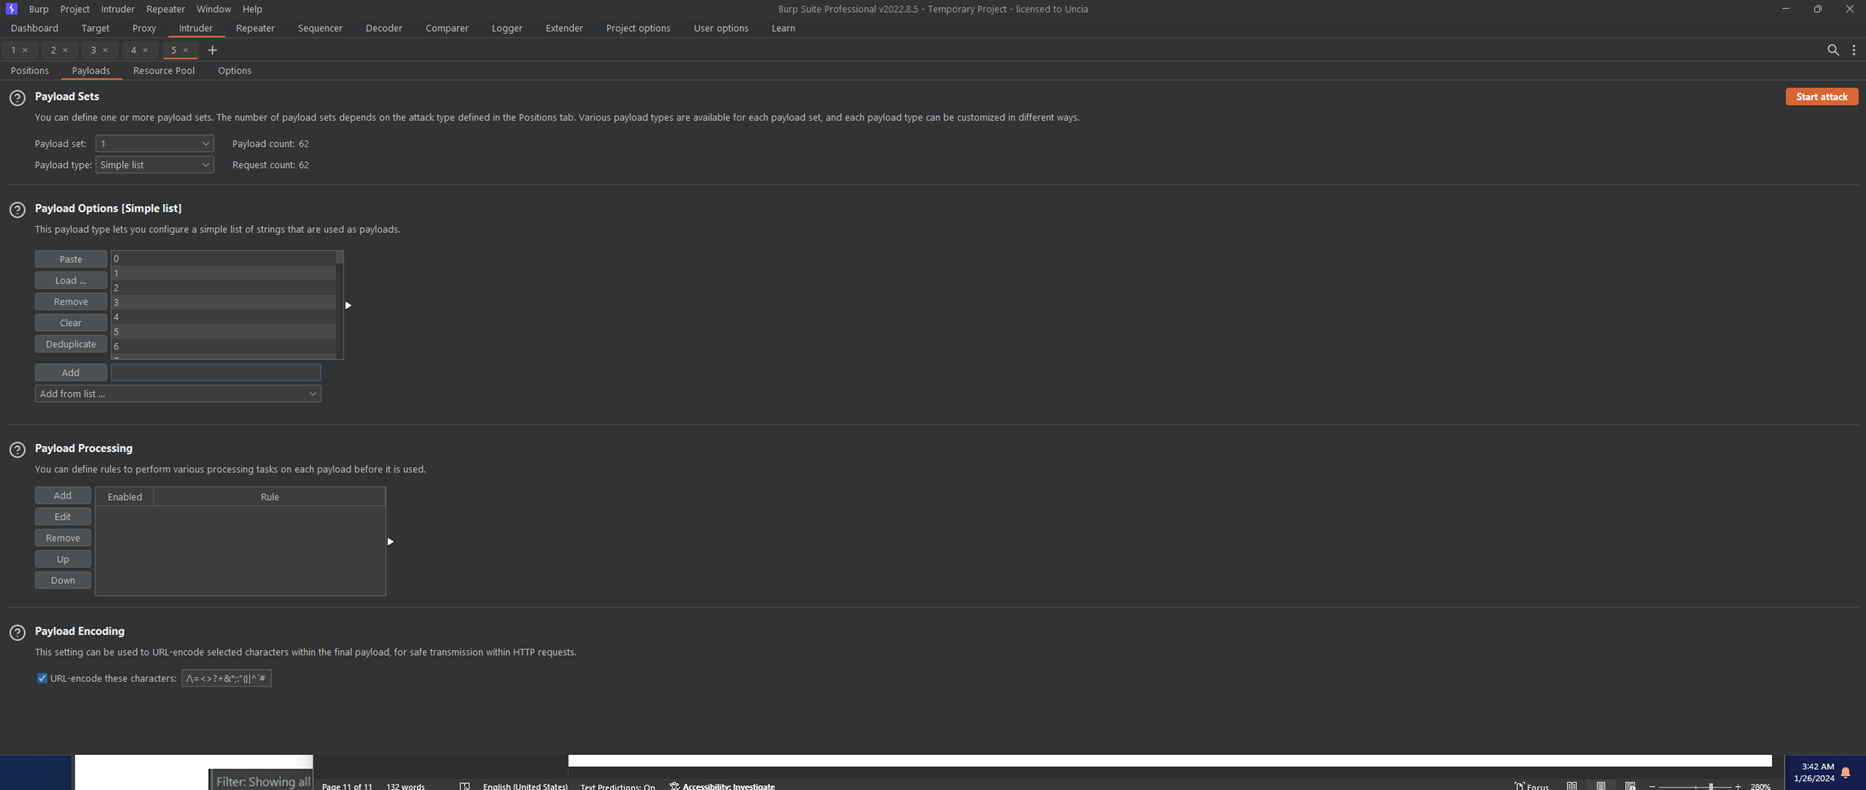 Burp Project Intruder Repeater Window Help
Burp Suite Professional v2022.8.5 - Temporary Project - licensed to Uncia
Dashboard Target Proxy Intruder Repeater Sequencer Decoder Comparer Logger Extender Project options User options Learn
1 × 2 × 3 × 4 × 5 × +
Positions Payloads Resource Pool Options
? Payload Sets
Start attack
You can define one or more payload sets. The number of payload sets depends on the attack type defined in the Positions tab. Various payload types are available for each payload set, and each payload type can be customized in different ways.
Payload set: 1 Payload count: 62
Payload type: Simple list Request count: 62
? Payload Options [Simple list]
This payload type lets you configure a simple list of strings that are used as payloads.
Paste
Load ...
Remove
Clear
Deduplicate
0
1
2
3
4
5
6
Add
Add from list ...
? Payload Processing
You can define rules to perform various processing tasks on each payload before it is used.
Add
Edit
Remove
Up
Down
Enabled Rule
? Payload Encoding
This setting can be used to URL-encode selected characters within the final payload, for safe transmission within HTTP requests.
URL-encode these characters: /\=<>?+&*;:"{}|^`#
Filter: Showing all
Page 11 of 11 132 words English (United States) Text Predictions: On Accessibility: Investigate
Focus
− + 280%
3:42 AM
1/26/2024